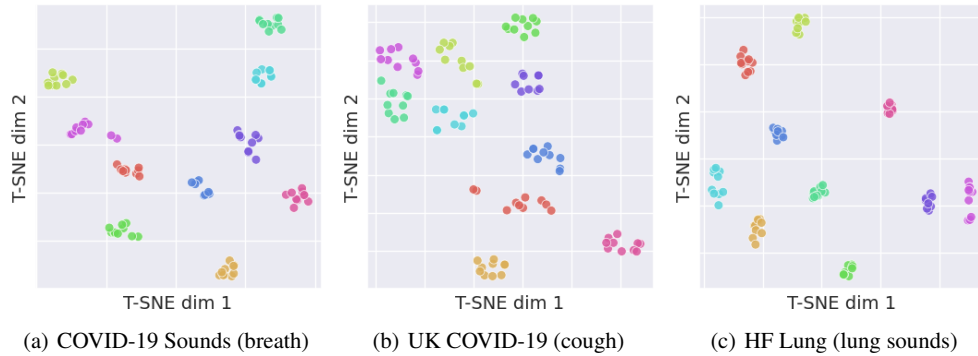 T-SNE dim 2
T-SNE dim 2
T-SNE dim 2
T-SNE dim 1
T-SNE dim 1
T-SNE dim 1
(a) COVID-19 Sounds (breath)
(b) UK COVID-19 (cough)
(c) HF Lung (lung sounds)